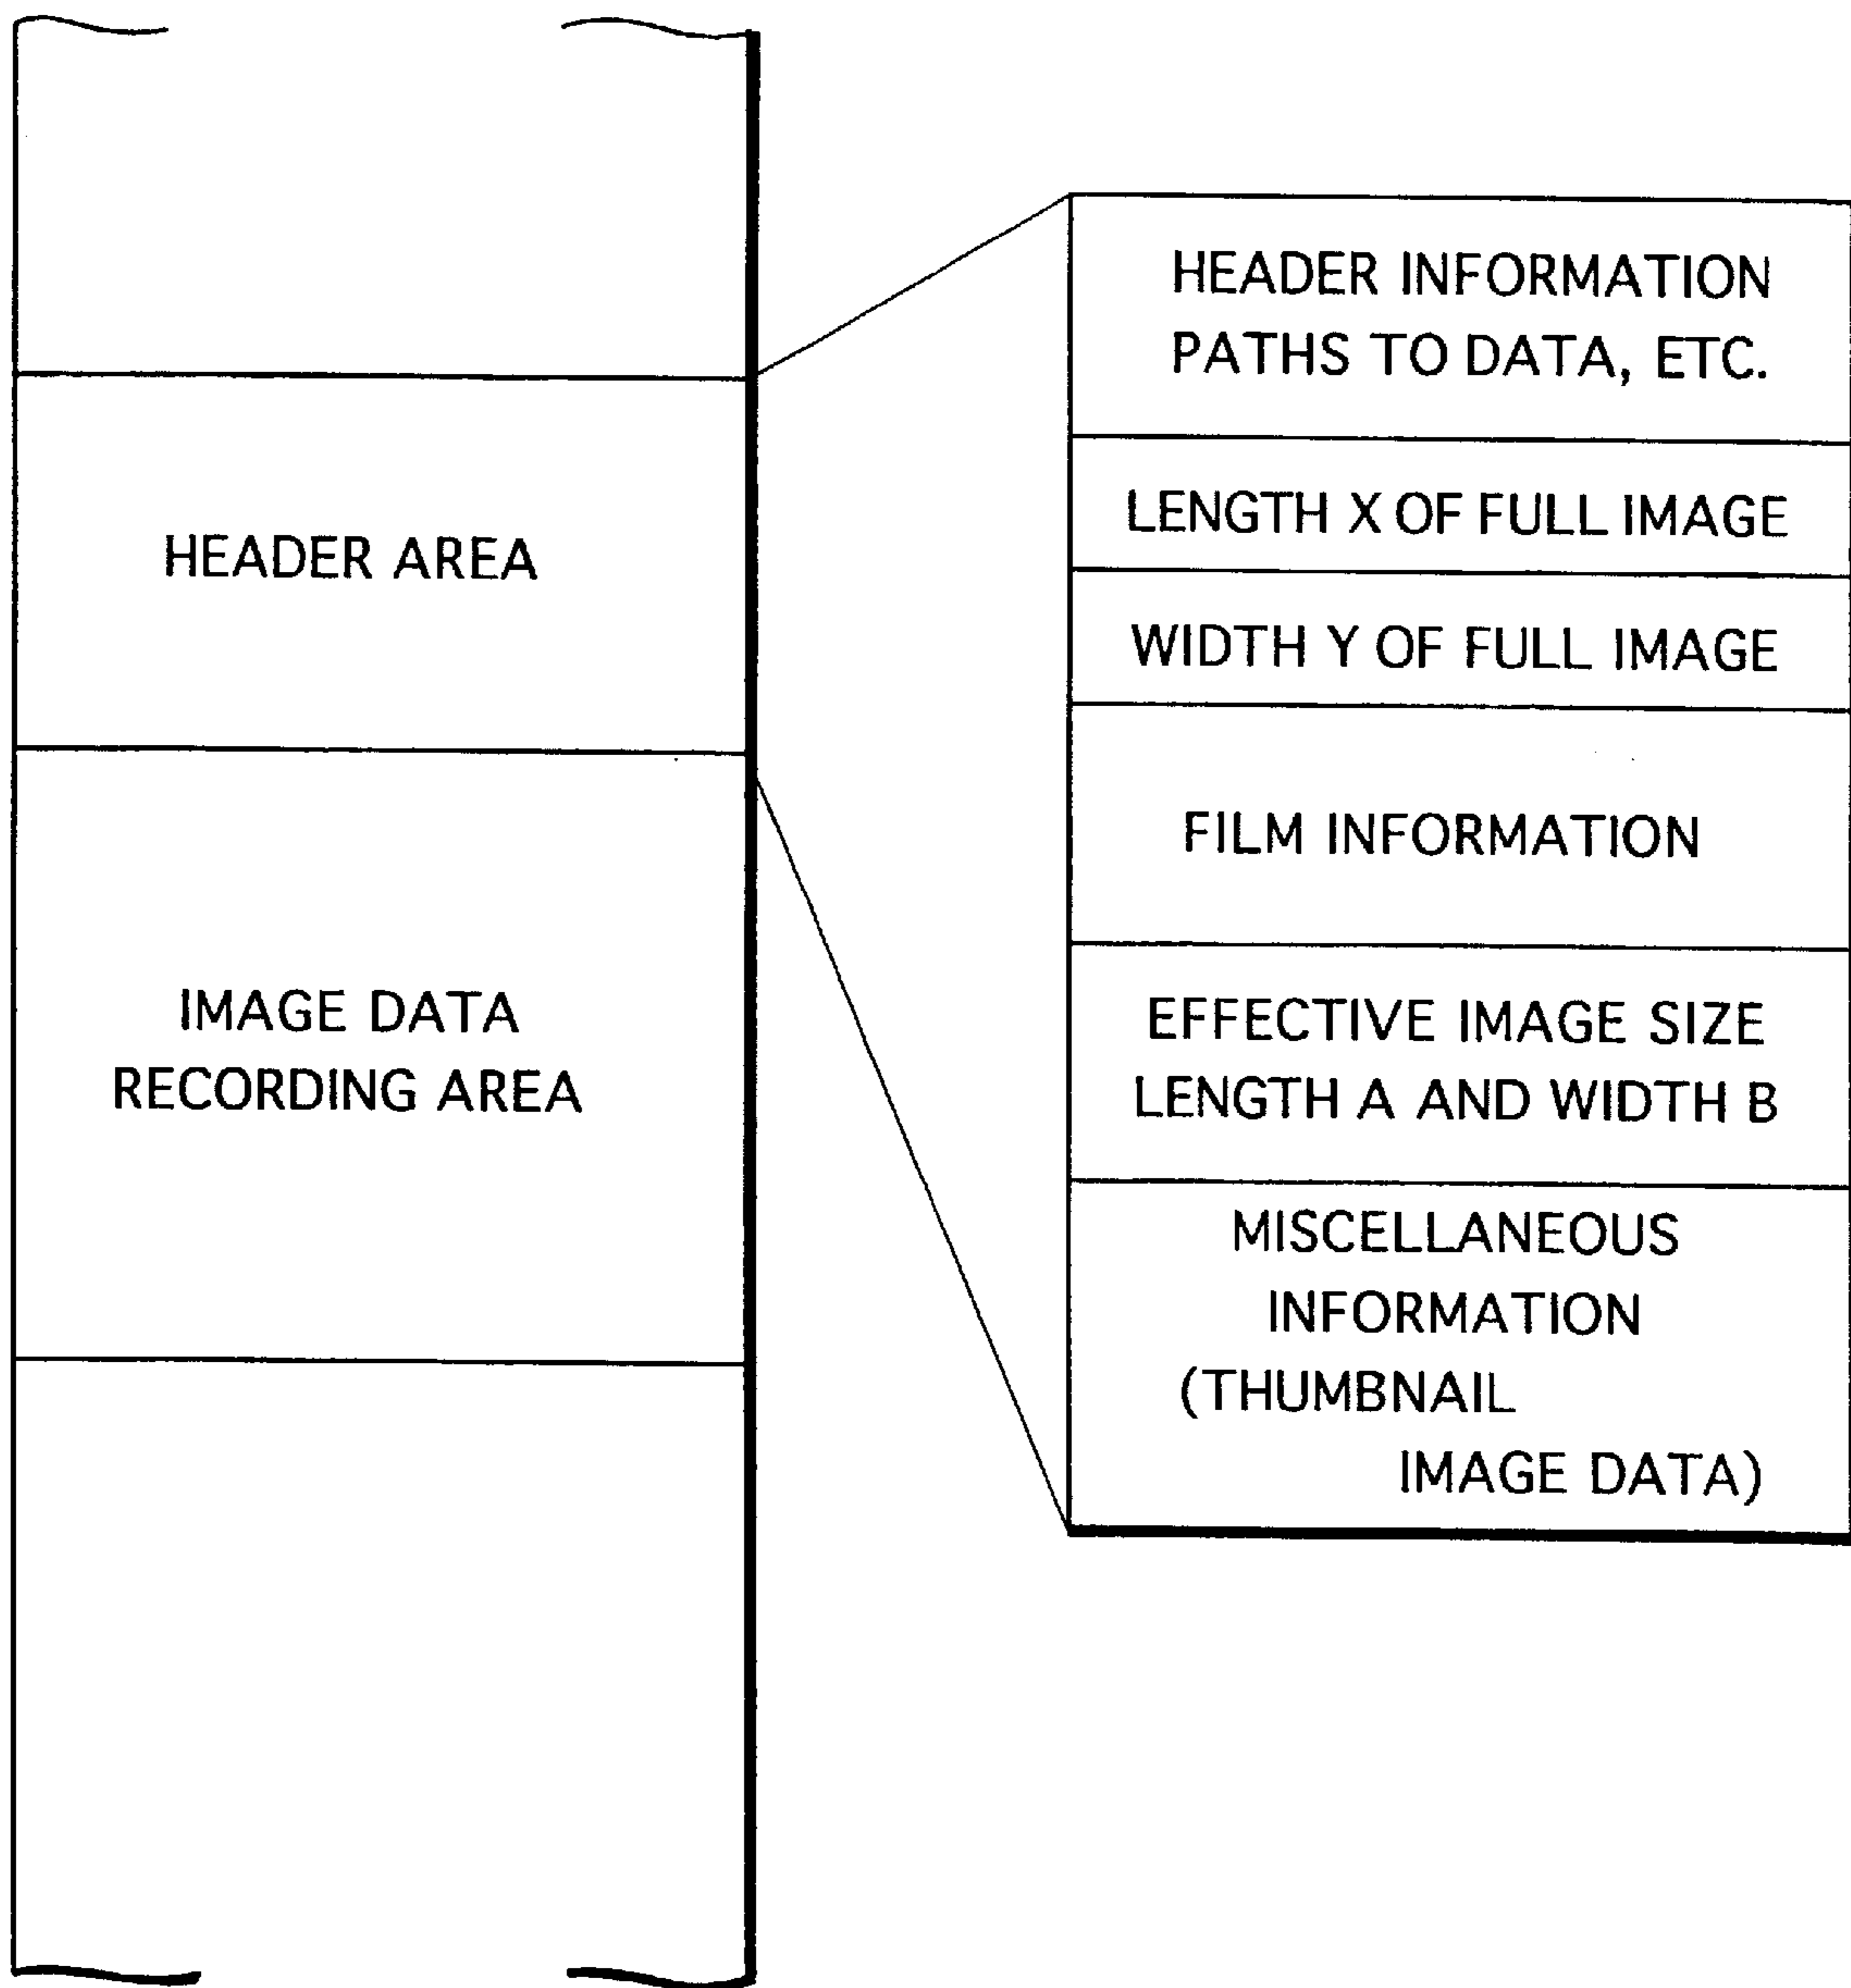 HEADER AREA
IMAGE DATA
RECORDING AREA
HEADER INFORMATION
PATHS TO DATA, ETC.
LENGTH X OF FULL IMAGE
WIDTH Y OF FULL IMAGE
FILM INFORMATION
EFFECTIVE IMAGE SIZE
LENGTH A AND WIDTH B
MISCELLANEOUS
INFORMATION
(THUMBNAIL
IMAGE DATA)